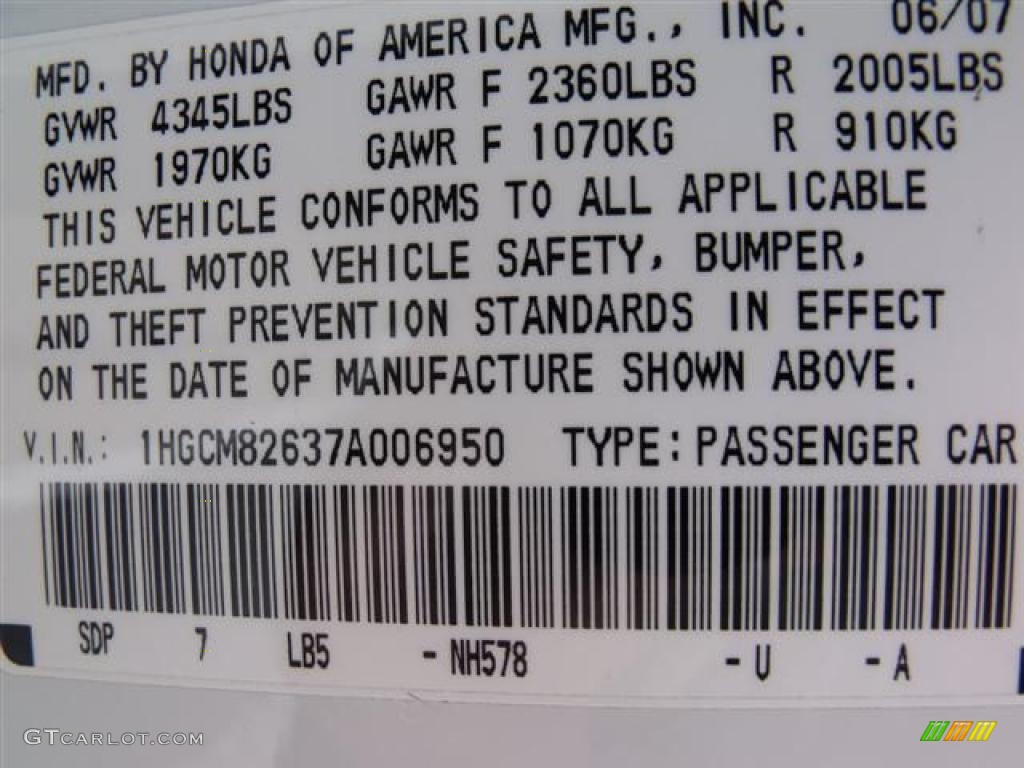 MFD. BY HONDA OF AMERICA MFG., INC. 06/07
GVWR 4345LBS GAWR F 2360LBS R 2005LBS
GVWR 1970KG GAWR F 1070KG R 910KG
THIS VEHICLE CONFORMS TO ALL APPLICABLE
FEDERAL MOTOR VEHICLE SAFETY, BUMPER,
AND THEFT PREVENTION STANDARDS IN EFFECT
ON THE DATE OF MANUFACTURE SHOWN ABOVE.
V.I.N.: 1HGCM82637A006950 TYPE: PASSENGER CAR
SDP 7 LB5 - NH578 - U - A
GTCARLOT.COM